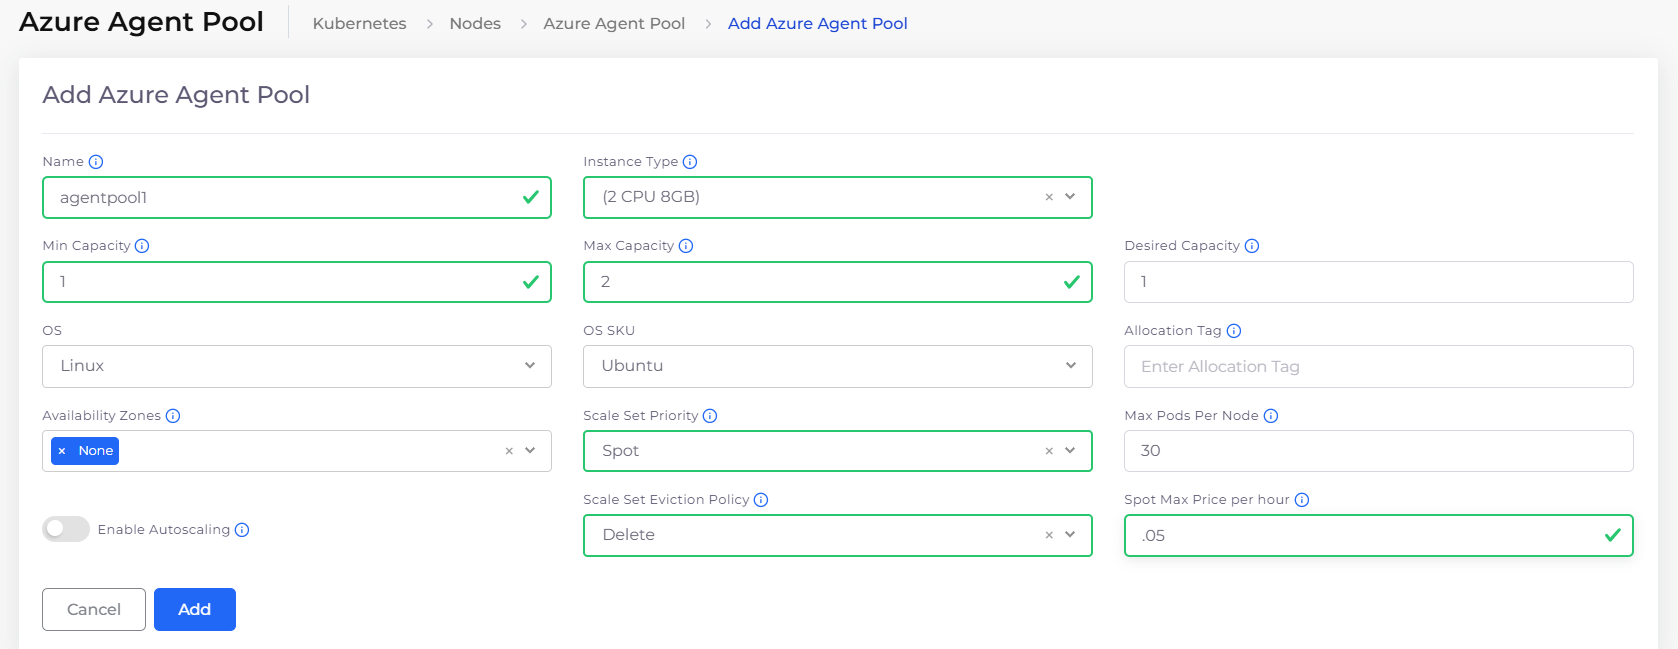 Azure Agent Pool
Kubernetes > Nodes > Azure Agent Pool > Add Azure Agent Pool
Add Azure Agent Pool
Name
Instance Type
agentpool1
(2 CPU 8GB)
Min Capacity
Max Capacity
Desired Capacity
1
2
1
OS
OS SKU
Allocation Tag
Linux
Ubuntu
Enter Allocation Tag
Availability Zones
Scale Set Priority
Max Pods Per Node
× None
Spot
30
Scale Set Eviction Policy
Spot Max Price per hour
Enable Autoscaling
Delete
.05
Cancel
Add